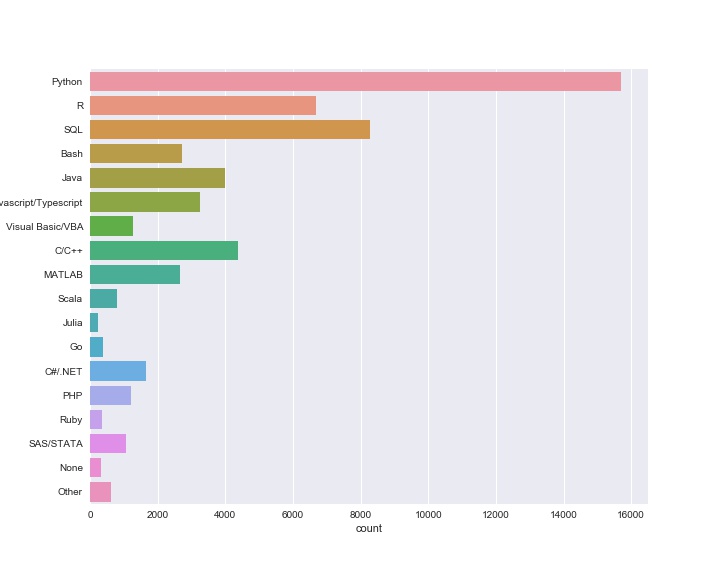 Python
R
SQL
Bash
Java
vascript/Typescript
Visual Basic/VBA
C/C++
MATLAB
Scala
Julia
Go
C#/.NET
PHP
Ruby
SAS/STATA
None
Other
0 2000 4000 6000 8000 10000 12000 14000 16000
count